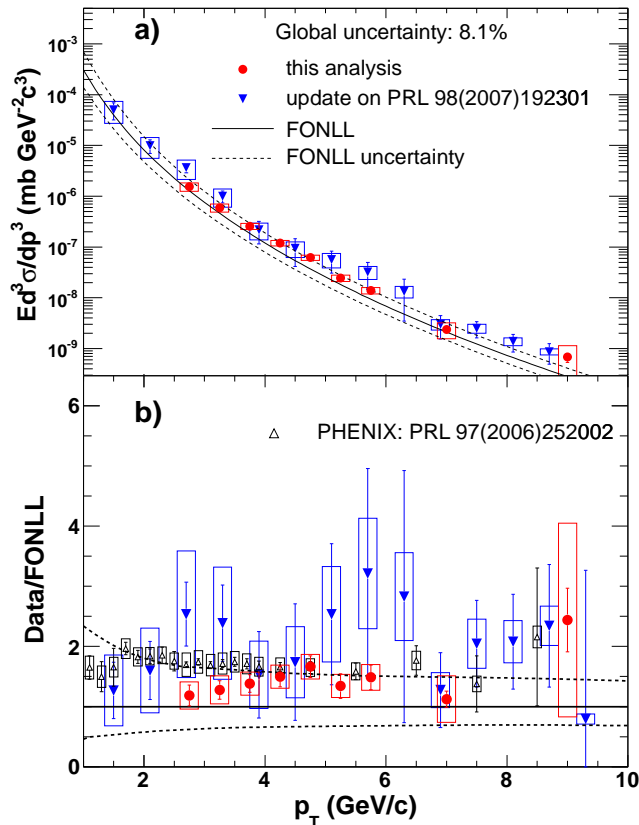 a)
Global uncertainty: 8.1%
this analysis
update on PRL 98(2007)192301
FONLL
FONLL uncertainty
Ed³σ/dp³ (mb GeV⁻²c³)
10⁻³
10⁻⁴
10⁻⁵
10⁻⁶
10⁻⁷
10⁻⁸
10⁻⁹
b)
PHENIX: PRL 97(2006)252002
Data/FONLL
6
4
2
0
2 4 6 8 10
p_T (GeV/c)